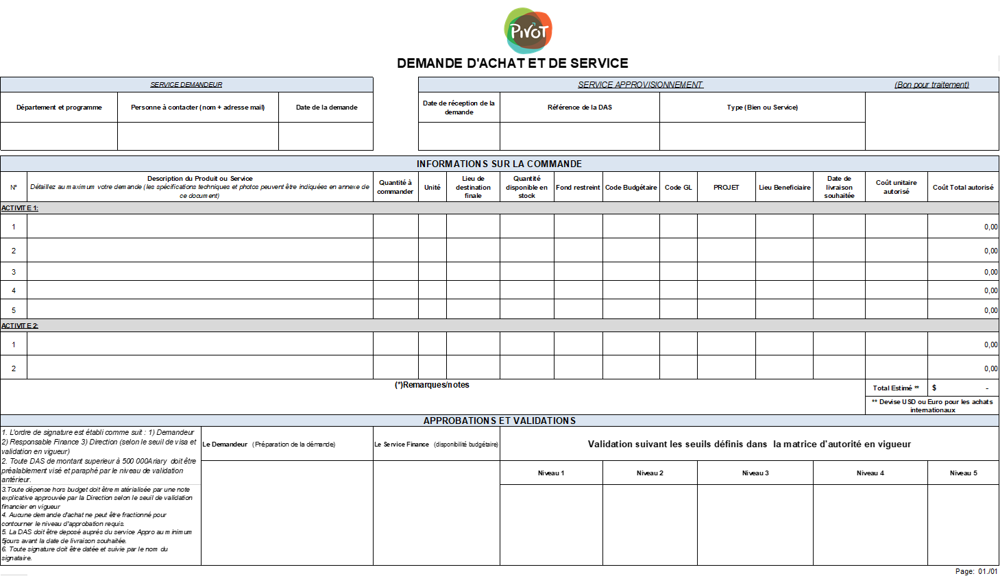 PIVOT
DEMANDE D'ACHAT ET DE SERVICE
SERVICE DEMANDEUR
Département et programme
Personne à contacter (nom + adresse mail)
Date de la demande
SERVICE APPROVISIONNEMENT
(Bon pour traitement)
Date de réception de la
demande
Référence de la DAS
Type (Bien ou Service)
INFORMATIONS SUR LA COMMANDE
N°
Description du Produit ou Service
Détaillez au maximum votre demande (les spécifications techniques et photos peuvent être indiquées en annexe de
ce document)
Quantité à
commander
Unité
Lieu de
destination
finale
Quantité
disponible en
stock
Fond restreint
Code Budgétaire
Code GL
PROJET
Lieu Beneficiaire
Date de
livraison
souhaitée
Coût unitaire
autorisé
Coût Total autorisé
ACTIVITE 1:
1
0,00
2
0,00
3
0,00
4
0,00
5
0,00
ACTIVITE 2:
1
0,00
2
0,00
(*)Remarques/notes
Total Estimé **
$ -
** Devise USD ou Euro pour les achats
internationaux
APPROBATIONS ET VALIDATIONS
1. L'ordre de signature est établi comme suit : 1) Demandeur
2) Responsable Finance 3) Direction (selon le seuil de visa et
validation en vigueur)
2. Toute DAS de montant superieur à 500 000Ariary doit être
préalablement visé et paraphé par le niveau de validation
antérieur.
3.Toute dépense hors budget doit être matérialisée par une note
explicative approuvée par la Direction selon le seuil de validation
financier en vigueur
4. Aucune demande d'achat ne peut être fractionné pour
contourner le niveau d'approbation requis.
5. La DAS doit être deposé auprès du service Appro au minimum
5jours avant la date de livraison souhaitée.
6. Toute signature doit être datée et suivie par le nom du
signataire.
Le Demandeur (Préparation de la démande)
Le Service Finance (disponibilité budgétaire)
Validation suivant les seuils définis dans la matrice d'autorité en vigueur
Niveau 1
Niveau 2
Niveau 3
Niveau 4
Niveau 5
Page: 01./01